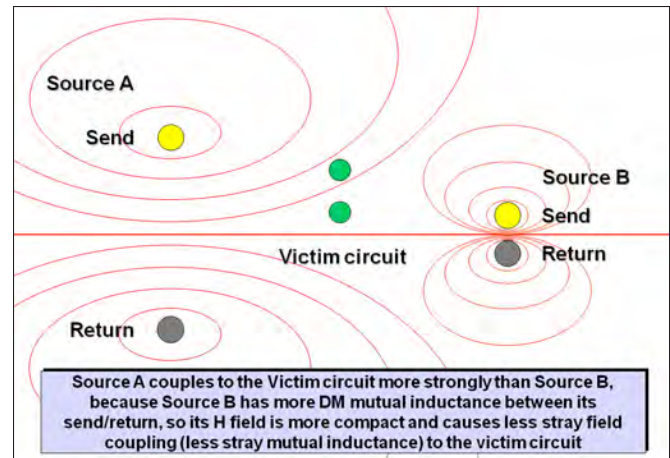 Source A
Send
Source B
Send
Return
Victim circuit
Return
Source A couples to the Victim circuit more strongly than Source B,
because Source B has more DM mutual inductance between its
send/return, so its H field is more compact and causes less stray field
coupling (less stray mutual inductance) to the victim circuit